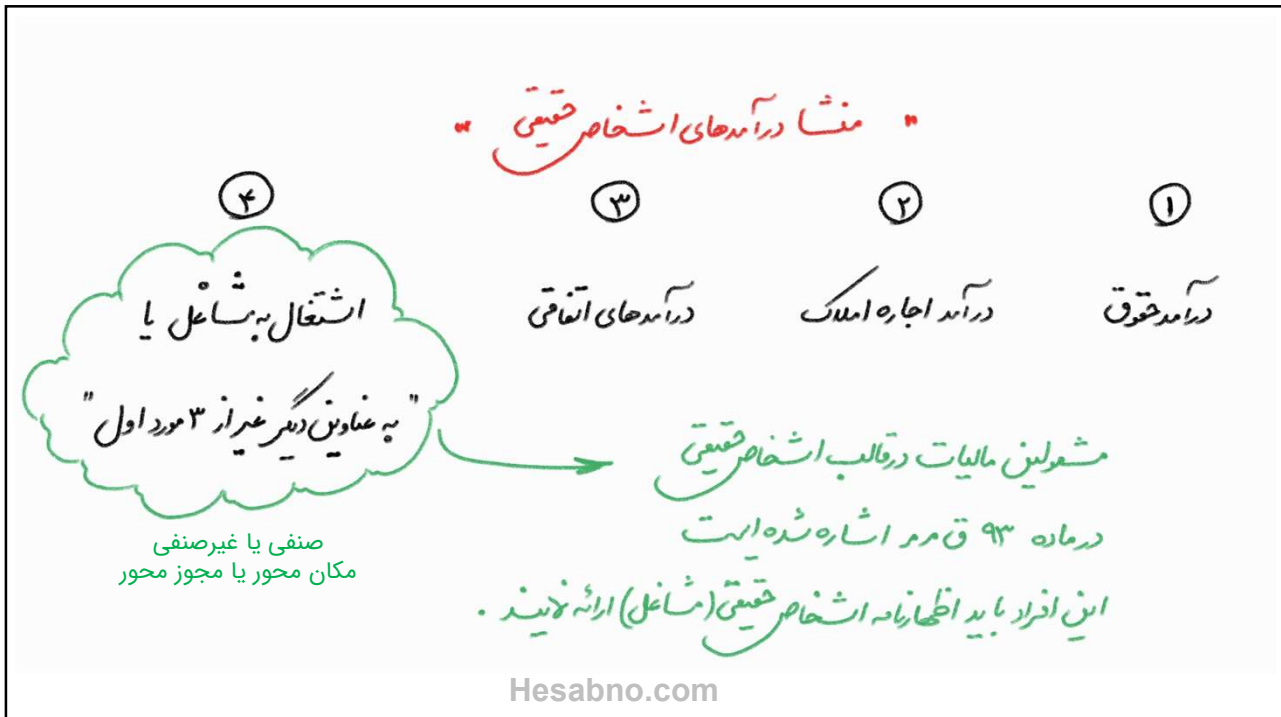 " منشا درآمدهای اشخاص حقیقی "
۱
۲
۳
۴
درآمد حقوق
درآمد اجاره املاک
درآمدهای اتفاقی
اشتغال به مشاغل یا
" به عناوین دیگر غیر از ۳ مورد اول "
صنفی یا غیرصنفی
مکان محور یا مجوز محور
مشمولین مالیات در قالب اشخاص حقیقی
در ماده ۹۳ ق م م اشاره شده است
این افراد باید اظهارنامه اشخاص حقیقی (مشاغل) ارائه نمایند .
Hesabno.com